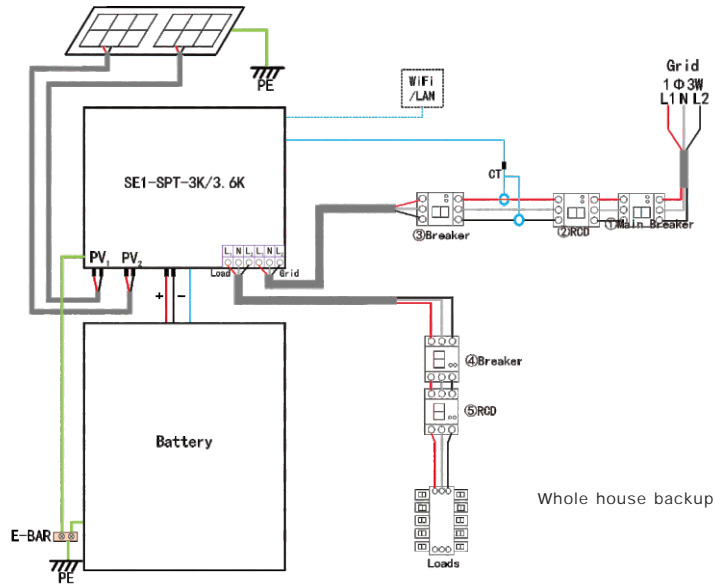 Grid
1Φ3W
L1 N L2
PE
WiFi
/LAN
SE1-SPT-3K/3.6K
CT
③Breaker
②RCD
①Main Breaker
PV1 PV2
L N L L N L
Load Grid
+ -
④Breaker
⑤RCD
Battery
Whole house backup
E-BAR
Loads
PE